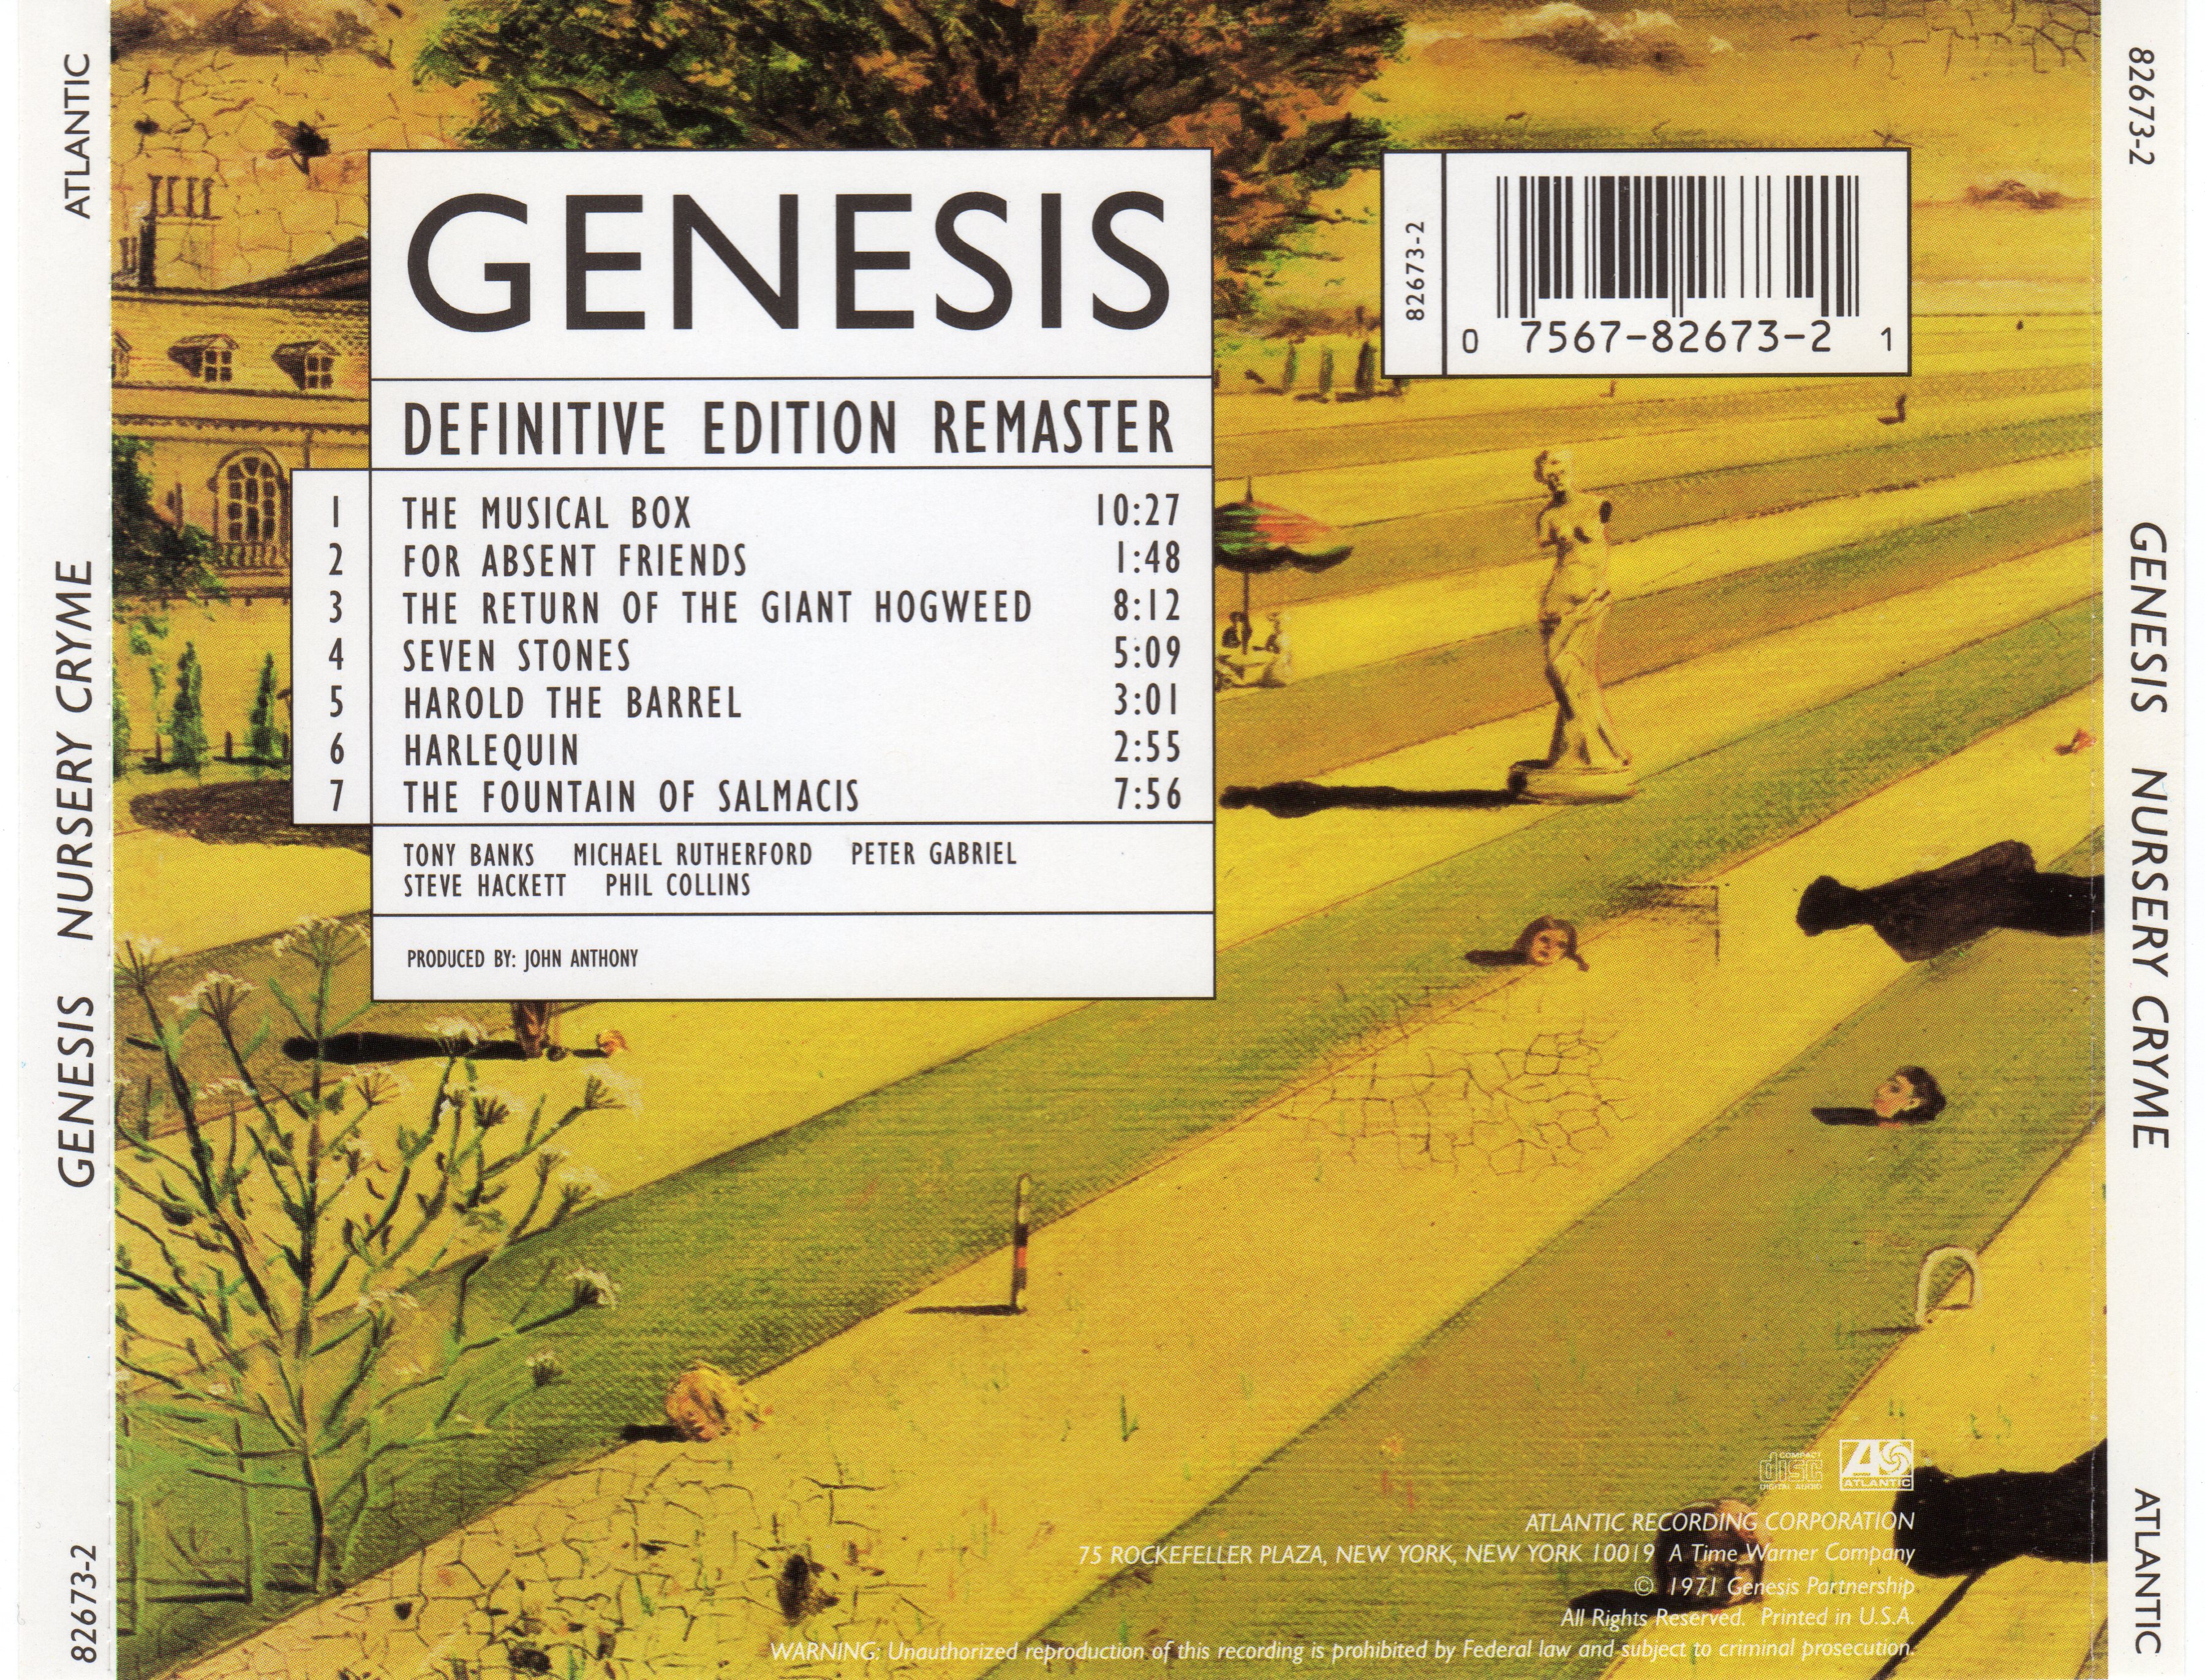 ATLANTIC
GENESIS NURSERY CRYME
82673-2
GENESIS
DEFINITIVE EDITION REMASTER
1 THE MUSICAL BOX 10:27
2 FOR ABSENT FRIENDS 1:48
3 THE RETURN OF THE GIANT HOGWEED 8:12
4 SEVEN STONES 5:09
5 HAROLD THE BARREL 3:01
6 HARLEQUIN 2:55
7 THE FOUNTAIN OF SALMACIS 7:56
TONY BANKS MICHAEL RUTHERFORD PETER GABRIEL
STEVE HACKETT PHIL COLLINS
PRODUCED BY: JOHN ANTHONY
82673-2
0 7567-82673-2 1
COMPACT
disc
DIGITAL AUDIO
ATLANTIC
ATLANTIC RECORDING CORPORATION
75 ROCKEFELLER PLAZA, NEW YORK, NEW YORK 10019 A Time Warner Company
© 1971 Genesis Partnership
All Rights Reserved. Printed in U.S.A.
WARNING: Unauthorized reproduction of this recording is prohibited by Federal law and subject to criminal prosecution.
82673-2
GENESIS NURSERY CRYME
ATLANTIC